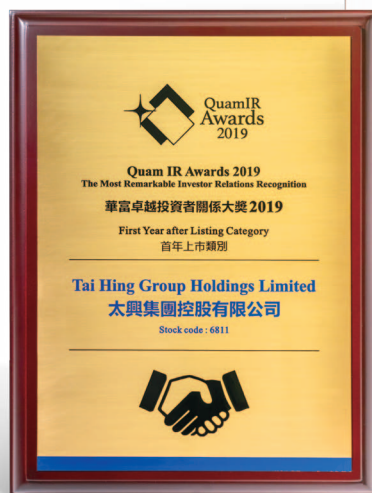 QuamIR
Awards
2019
Quam IR Awards 2019
The Most Remarkable Investor Relations Recognition
華富卓越投資者關係大獎2019
First Year after Listing Category
首年上市類別
Tai Hing Group Holdings Limited
太興集團控股有限公司
Stock code : 6811